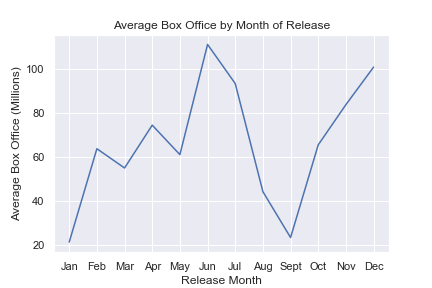 Average Box Office by Month of Release
Average Box Office (Millions)
100
80
60
40
20
Jan Feb Mar Apr May Jun Jul Aug Sept Oct Nov Dec
Release Month